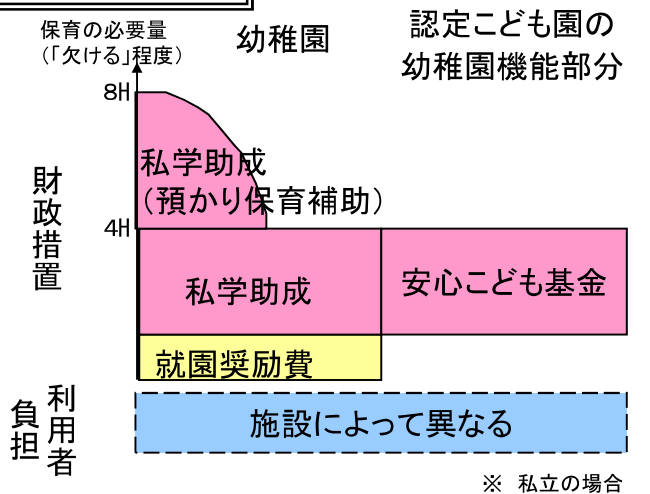 保育の必要量
（「欠ける」程度）
幼稚園
認定こども園の
幼稚園機能部分
8H
私学助成
（預かり保育補助）
4H
財政措置
私学助成
安心こども基金
就園奨励費
利用者
負担
施設によって異なる
※ 私立の場合